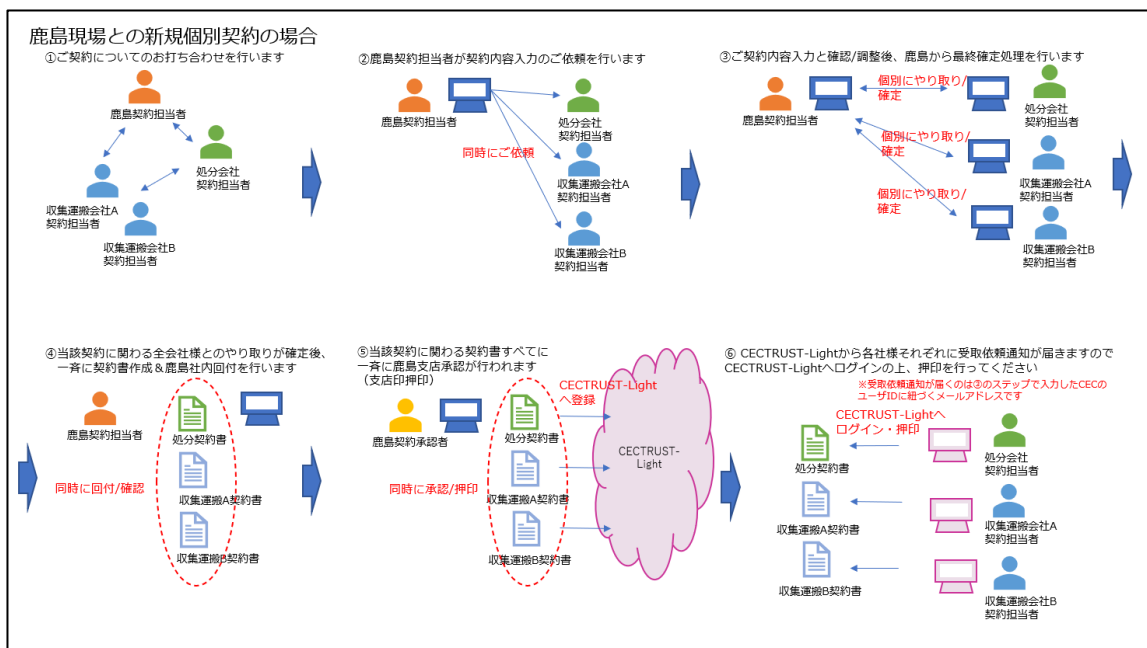 鹿島現場との新規個別契約の場合
①ご契約についてのお打ち合わせを行います
鹿島契約担当者
処分会社
契約担当者
収集運搬会社A
契約担当者
収集運搬会社B
契約担当者
②鹿島契約担当者が契約内容入力のご依頼を行います
鹿島契約担当者
処分会社
契約担当者
同時にご依頼
収集運搬会社A
契約担当者
収集運搬会社B
契約担当者
③ご契約内容入力と確認/調整後、鹿島から最終確定処理を行います
個別にやり取り/
確定
鹿島契約担当者
処分会社
契約担当者
個別にやり取り/
確定
収集運搬会社A
契約担当者
個別にやり取り/
確定
収集運搬会社B
契約担当者
④当該契約に関わる全会社様とのやり取りが確定後、
一斉に契約書作成＆鹿島社内回付を行います
鹿島契約担当者
処分契約書
同時に回付/確認
収集運搬A契約書
収集運搬B契約書
⑤当該契約に関わる契約書すべてに
一斉に鹿島支店承認が行われます
（支店印押印）
CECTRUST-Light
へ登録
鹿島契約承認者
処分契約書
CECTRUST-
Light
同時に承認/押印
収集運搬A契約書
収集運搬B契約書
⑥ CECTRUST-Lightから各社様それぞれに受取依頼通知が届きますので
CECTRUST-Lightへログインの上、押印を行ってください
※受取依頼通知が届くのは③のステップで入力したCECの
ユーザIDに紐づくメールアドレスです
CECTRUST-Lightへ
ログイン・押印
処分契約書
処分会社
契約担当者
収集運搬A契約書
収集運搬会社A
契約担当者
収集運搬B契約書
収集運搬会社B
契約担当者